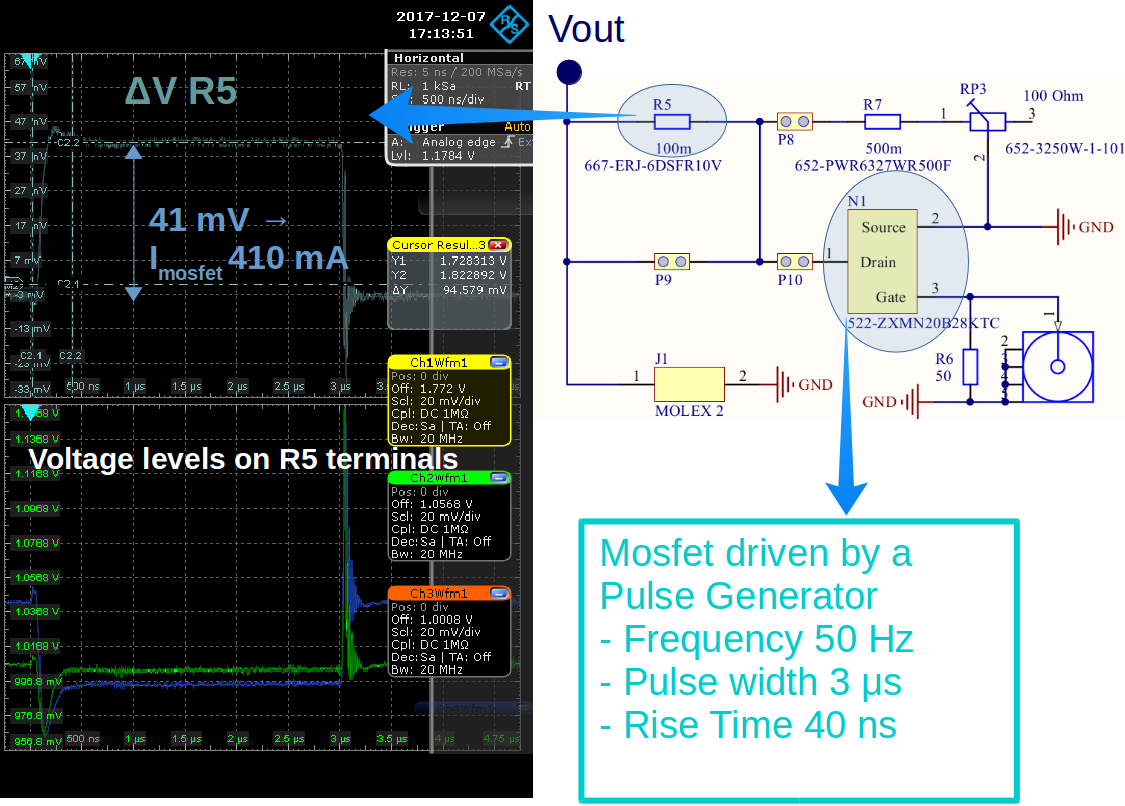 2017-12-07
17:13:51
R S
Horizontal
Res: 5 ns / 200 MSa/s
RL: 1 kSa
RT
500 ns/div
Auto
A:
Analog edge
Ex
Lvl: 1.1784 V
ΔV R5
57 mV
47 mV
27 mV
17 mV
7 mV
-3 mV
-13 mV
-33 mV
C2.2
C2.1
C2.1
C2.2
41 mV →
Imosfet 410 mA
Cursor Resul...3
Y1 1.728313 V
Y2 1.822892 V
ΔY 94.579 mV
500 ns
1 µs
1.5 µs
2 µs
2.5 µs
3 µs
3.5
Ch1Wfm1
Pos: 0 div
Off: 1.772 V
Scl: 20 mV/div
Cpl: DC 1MΩ
Dec:Sa | TA: Off
Bw: 20 MHz
1.1368 V
1.1168 V
1.0968 V
1.0768 V
1.0568 V
1.0368 V
1.0168 V
996.8 mV
976.8 mV
956.8 mV
Voltage levels on R5 terminals
Ch2Wfm1
Pos: 0 div
Off: 1.0568 V
Scl: 20 mV/div
Cpl: DC 1MΩ
Dec:Sa | TA: Off
Bw: 20 MHz
Ch3Wfm1
Pos: 0 div
Off: 1.0008 V
Scl: 20 mV/div
Cpl: DC 1MΩ
Dec:Sa | TA: Off
Bw: 20 MHz
500 ns
1 µs
1.5 µs
2 µs
2.5 µs
3 µs
3.5 µs
4 µs
4.5 µs
4.75 µs
Vout
R5
100m
667-ERJ-6DSFR10V
P8
R7
500m
652-PWR6327WR500F
RP3
100 Ohm
1
3
2
652-3250W-1-101
GND
N1
Source
2
1
Drain
Gate
3
522-ZXMN20B28KTC
P9
P10
J1
1
2
GND
MOLEX 2
R6
50
GND
1
2
3
4
5
Mosfet driven by a
Pulse Generator
- Frequency 50 Hz
- Pulse width 3 µs
- Rise Time 40 ns